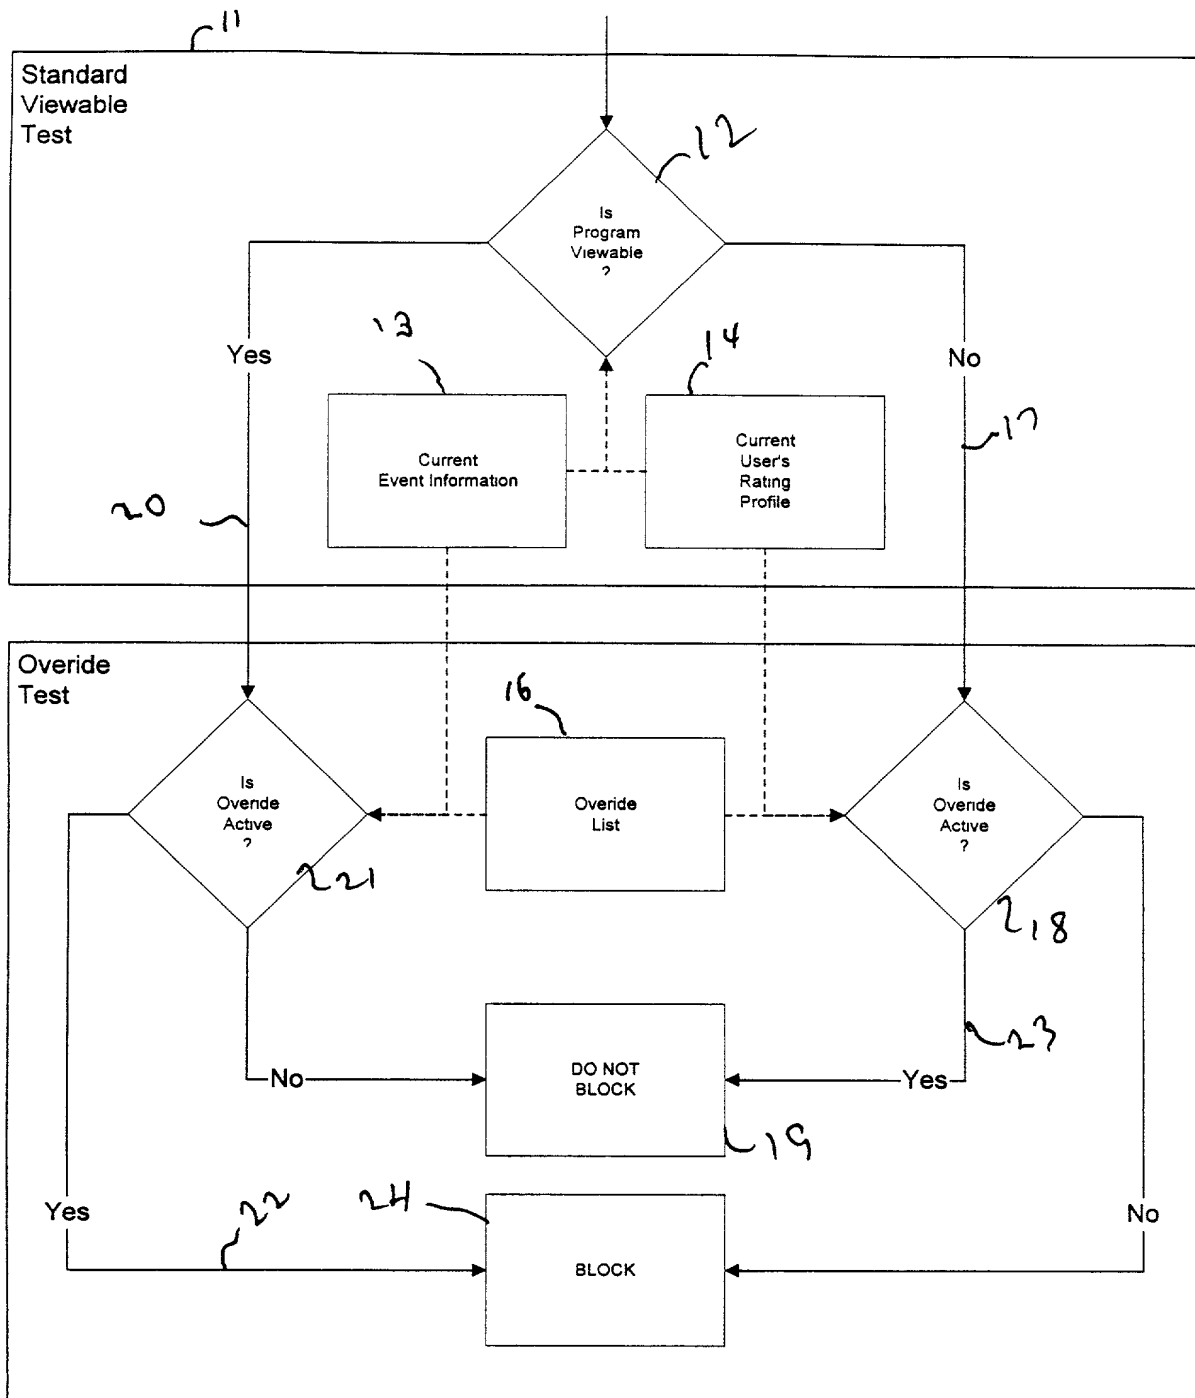 11
Standard
Viewable
Test
12
Is
Program
Viewable
?
13
14
Yes
No
Current
Event Information
Current
User's
Rating
Profile
17
20
Overide
Test
16
Is
Overide
Active
?
Overide
List
Is
Overide
Active
?
21
18
23
No
DO NOT
BLOCK
Yes
19
Yes
22
24
No
BLOCK